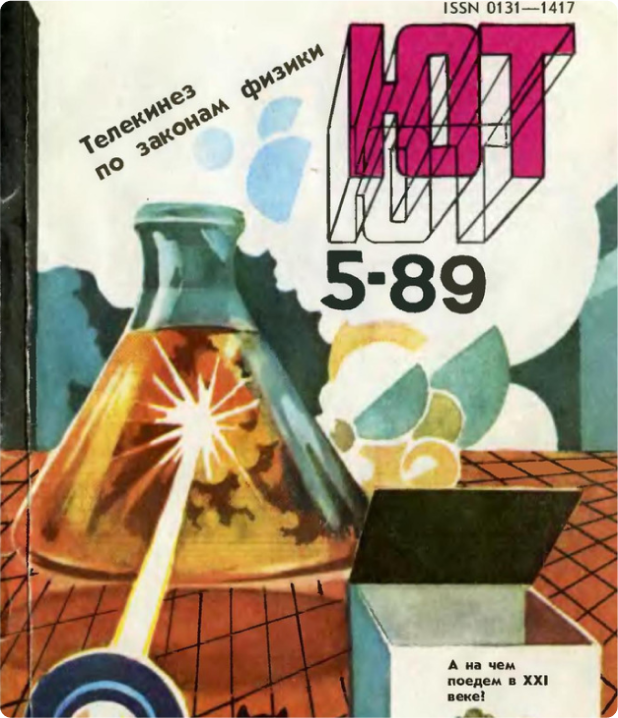 ISSN 0131—1417
Телекинез
по законам физики
ЮТ
5-89
А на чем
поедем в XXI
веке?